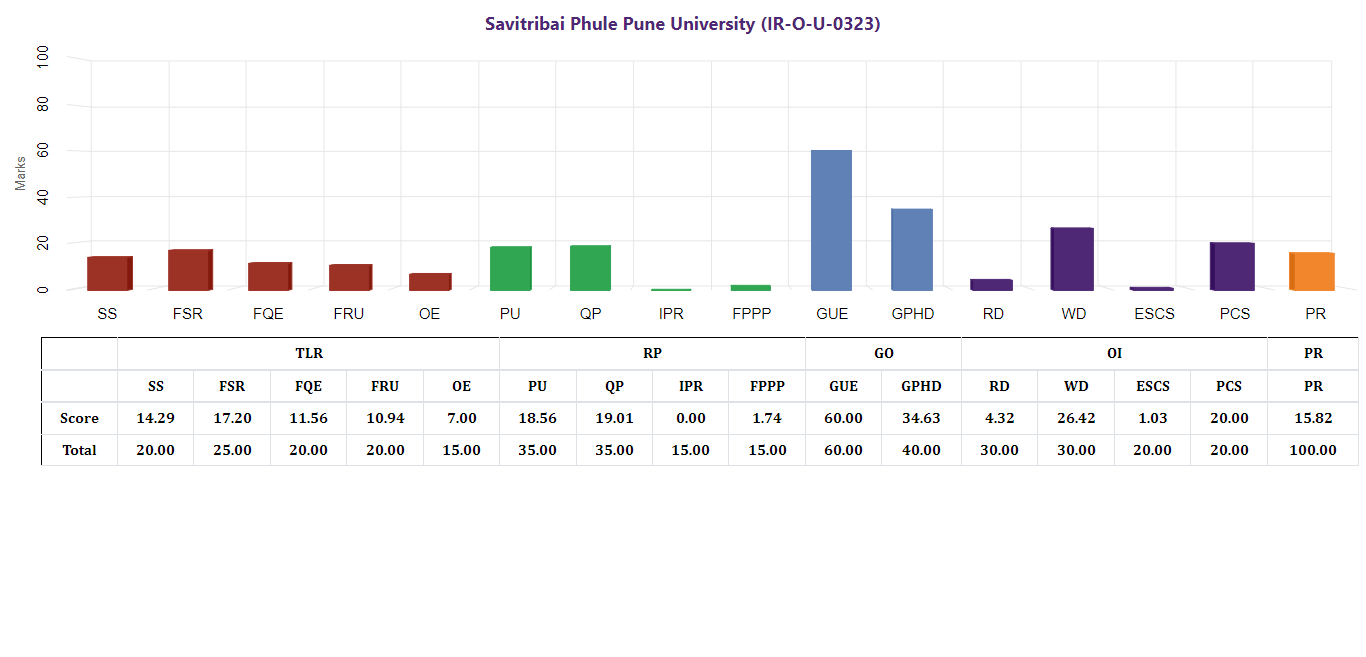 Savitribai Phule Pune University (IR-O-U-0323)
100
80
60
40
20
0
Marks
SS FSR FQE FRU OE PU QP IPR FPPP GUE GPHD RD WD ESCS PCS PR
TLR RP GO OI PR
SS FSR FQE FRU OE PU QP IPR FPPP GUE GPHD RD WD ESCS PCS PR
Score 14.29 17.20 11.56 10.94 7.00 18.56 19.01 0.00 1.74 60.00 34.63 4.32 26.42 1.03 20.00 15.82
Total 20.00 25.00 20.00 20.00 15.00 35.00 35.00 15.00 15.00 60.00 40.00 30.00 30.00 20.00 20.00 100.00